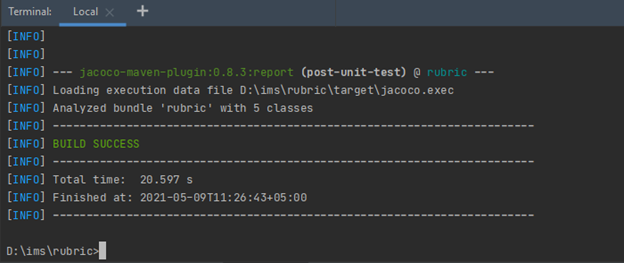 Terminal: Local × +
[INFO]
[INFO]
[INFO] --- jacoco-maven-plugin:0.8.3:report (post-unit-test) @ rubric ---
[INFO] Loading execution data file D:\ims\rubric\target\jacoco.exec
[INFO] Analyzed bundle 'rubric' with 5 classes
[INFO] ------------------------------------------------------------------------
[INFO] BUILD SUCCESS
[INFO] ------------------------------------------------------------------------
[INFO] Total time:  20.597 s
[INFO] Finished at: 2021-05-09T11:26:43+05:00
[INFO] ------------------------------------------------------------------------
D:\ims\rubric>